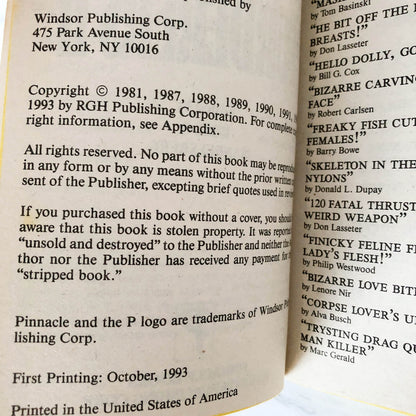 published by
Windsor Publishing Corp.
475 Park Avenue South
New York, NY 10016
Copyright © 1981, 1987, 1988, 1989, 1990, 1991,
1993 by RGH Publishing Corporation. For complete
right information, see Appendix.
All rights reserved. No part of this book may be
in any form or by any means without the prior written
sent of the Publisher, excepting brief quotes used in
If you purchased this book without a cover, you
aware that this book is stolen property. It was
"unsold and destroyed" to the Publisher and neither the
thor nor the Publisher has received any payment for
"stripped book."
Pinnacle and the P logo are trademarks of Windsor
lishing Corp.
First Printing: October, 1993
Printed in the United States of America
by Tom Basinski
"HE BIT OFF THE
BREASTS!"
by Don Lasseter
"HELLO DOLLY, GO
by Bill G. Cox
"BIZARRE CARVING
FACE"
by Robert Carlsen
"FREAKY FISH CUT
FEMALES!"
by Barry Bowe
"SKELETON IN THE
NYLONS"
by Donald L. Dupay
"120 FATAL THRUST
WEIRD WEAPON"
by Don Lasseter
"FINICKY FELINE
LADY'S FLESH!"
by Philip Westwood
"BIZARRE LOVE BIT
by Lenore Nir
"CORPSE LOVER'S
by Alva Busch
"TRYSTING DRAG
MAN KILLER"
by Marc Gerald